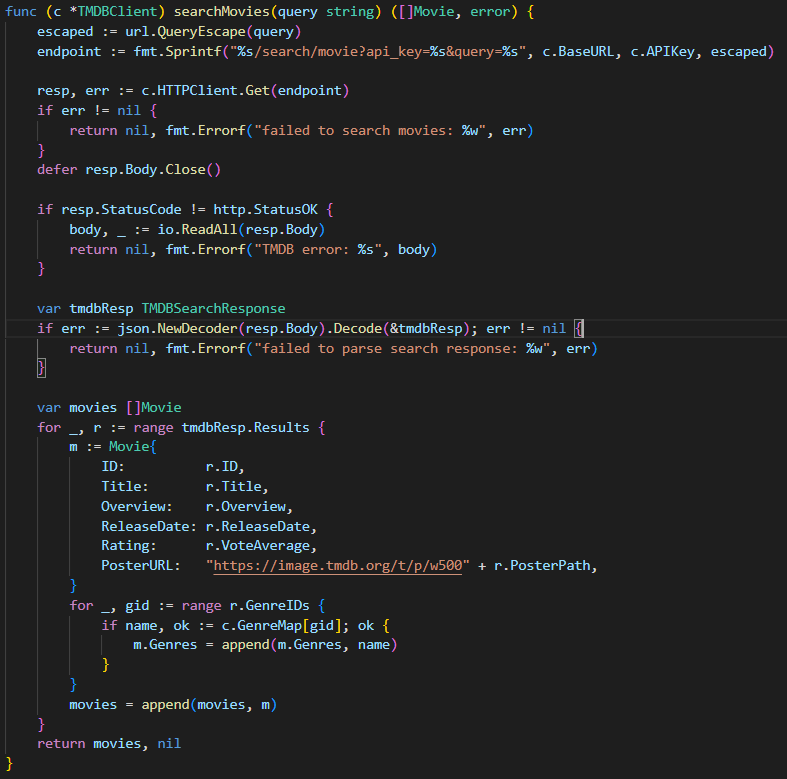 func (c *TMDBClient) searchMovies(query string) ([]Movie, error) {
    escaped := url.QueryEscape(query)
    endpoint := fmt.Sprintf("%s/search/movie?api_key=%s&query=%s", c.BaseURL, c.APIKey, escaped)

    resp, err := c.HTTPClient.Get(endpoint)
    if err != nil {
        return nil, fmt.Errorf("failed to search movies: %w", err)
    }
    defer resp.Body.Close()

    if resp.StatusCode != http.StatusOK {
        body, _ := io.ReadAll(resp.Body)
        return nil, fmt.Errorf("TMDB error: %s", body)
    }

    var tmdbResp TMDBSearchResponse
    if err := json.NewDecoder(resp.Body).Decode(&tmdbResp); err != nil {
        return nil, fmt.Errorf("failed to parse search response: %w", err)
    }

    var movies []Movie
    for _, r := range tmdbResp.Results {
        m := Movie{
            ID:          r.ID,
            Title:       r.Title,
            Overview:    r.Overview,
            ReleaseDate: r.ReleaseDate,
            Rating:      r.VoteAverage,
            PosterURL:   "https://image.tmdb.org/t/p/w500" + r.PosterPath,
        }
        for _, gid := range r.GenreIDs {
            if name, ok := c.GenreMap[gid]; ok {
                m.Genres = append(m.Genres, name)
            }
        }
        movies = append(movies, m)
    }
    return movies, nil
}